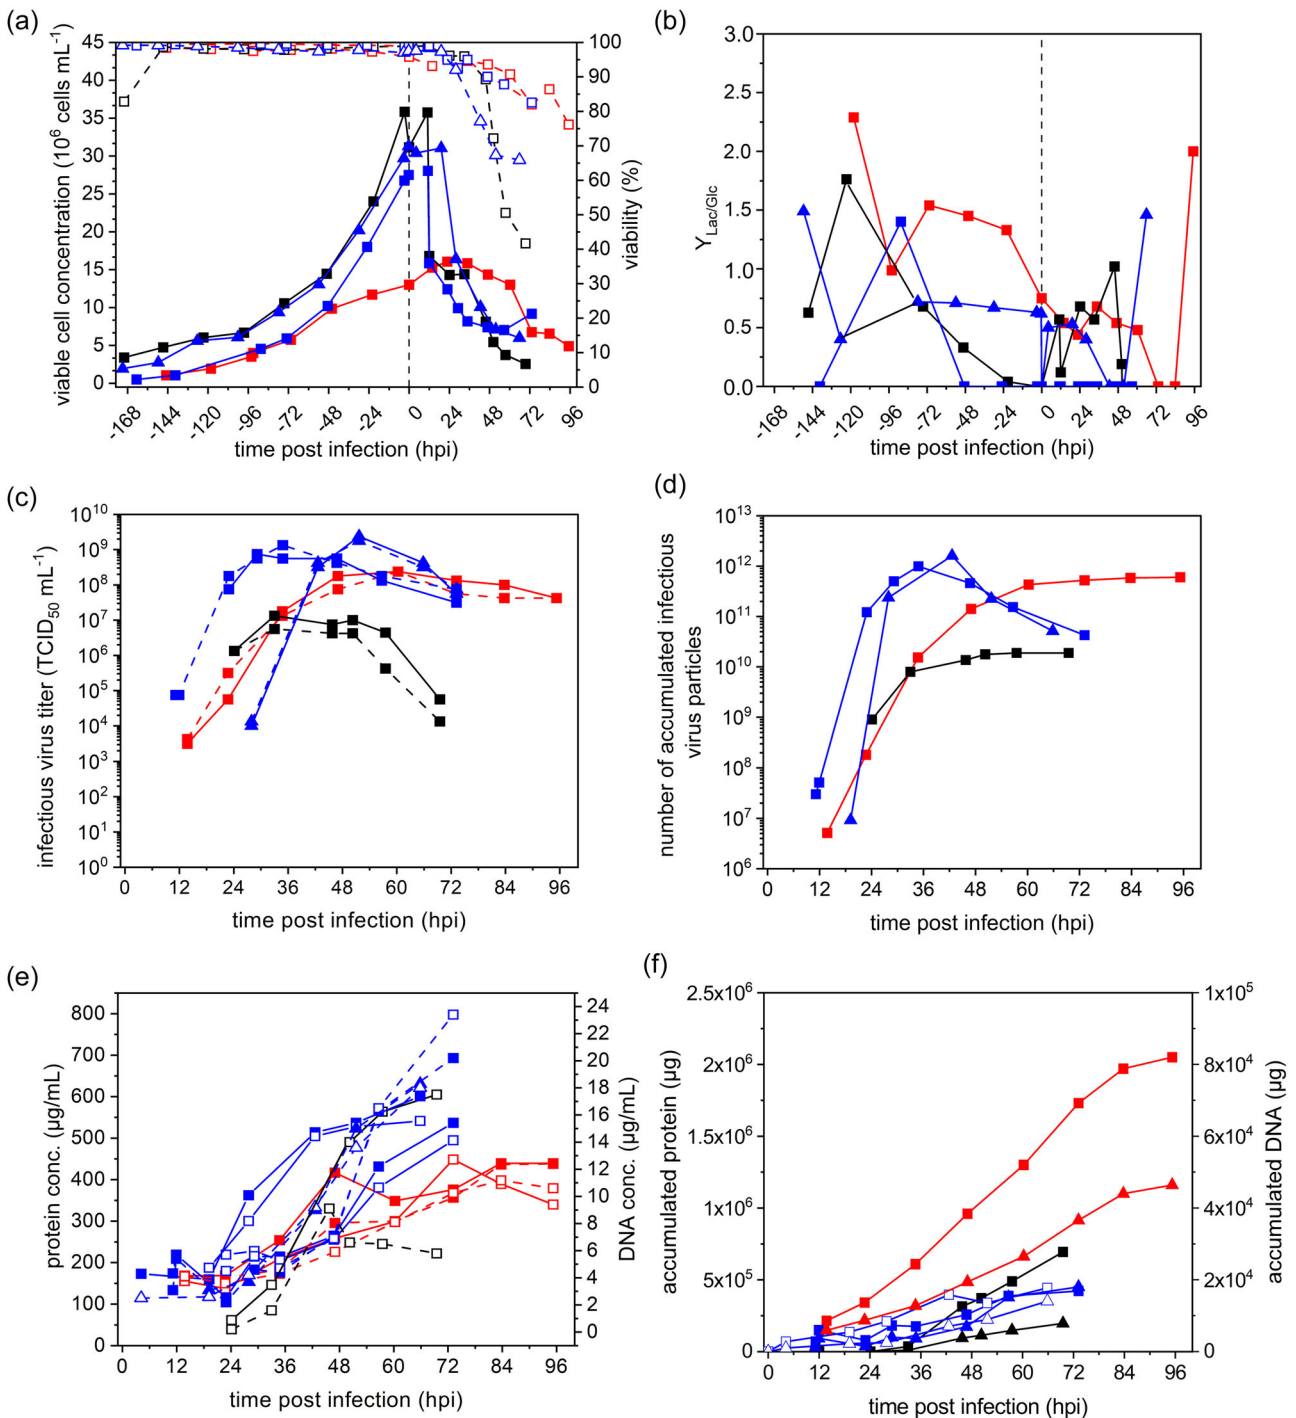 (a)
45
40
35
30
25
20
15
10
5
0
viable cell concentration (10⁶ cells mL⁻¹)
100
90
80
70
60
50
40
30
20
10
0
viability (%)
-168 -144 -120 -96 -72 -48 -24 0 24 48 72 96
time post infection (hpi)
(b)
3.0
2.5
2.0
1.5
1.0
0.5
0.0
Y Lac/Glc
-168 -144 -120 -96 -72 -48 -24 0 24 48 72 96
time post infection (hpi)
(c)
10¹⁰
10⁹
10⁸
10⁷
10⁶
10⁵
10⁴
10³
10²
10¹
10⁰
infectious virus titer (TCID₅₀ mL⁻¹)
0 12 24 36 48 60 72 84 96
time post infection (hpi)
(d)
10¹³
10¹²
10¹¹
10¹⁰
10⁹
10⁸
10⁷
10⁶
number of accumulated infectious
virus particles
0 12 24 36 48 60 72 84 96
time post infection (hpi)
(e)
800
700
600
500
400
300
200
100
0
protein conc. (µg/mL)
24
22
20
18
16
14
12
10
8
6
4
2
0
DNA conc. (µg/mL)
0 12 24 36 48 60 72 84 96
time post infection (hpi)
(f)
2.5x10⁶
2x10⁶
1.5x10⁶
1x10⁶
5x10⁵
0
accumulated protein (µg)
1x10⁵
8x10⁴
6x10⁴
4x10⁴
2x10⁴
0
accumulated DNA (µg)
0 12 24 36 48 60 72 84 96
time post infection (hpi)